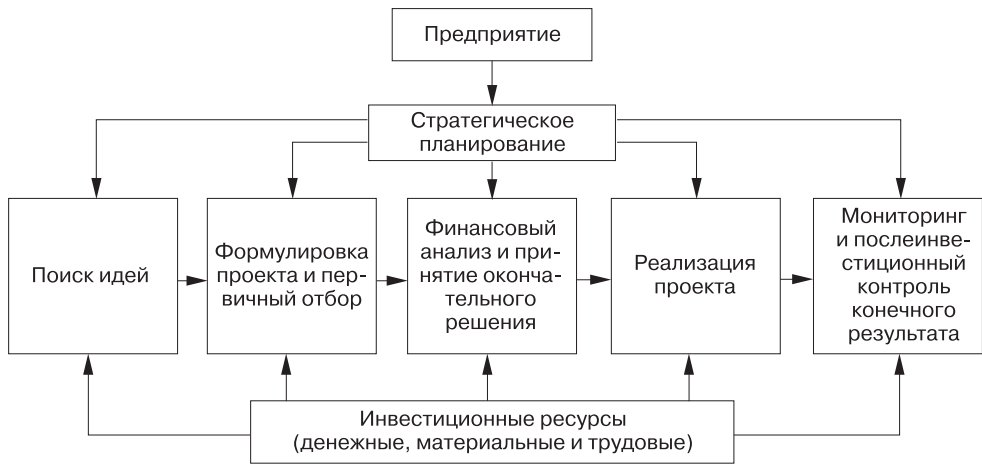 Предприятие
Стратегическое
планирование
Поиск идей
Формулировка
проекта и пер-
вичный отбор
Финансовый
анализ и при-
нятие оконча-
тельного
решения
Реализация
проекта
Мониторинг
и послеинве-
стиционный
контроль
конечного
результата
Инвестиционные ресурсы
(денежные, материальные и трудовые)